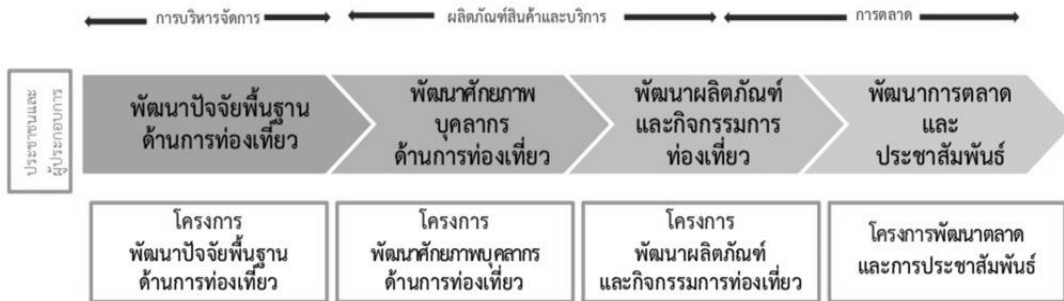 การบริหารจัดการ
ผลิตภัณฑ์สินค้าและบริการ
การตลาด
ประชาชนและ
ผู้ประกอบการ
พัฒนาปัจจัยพื้นฐาน
ด้านการท่องเที่ยว
พัฒนาศักยภาพ
บุคลากร
ด้านการท่องเที่ยว
พัฒนาผลิตภัณฑ์
และกิจกรรมการ
ท่องเที่ยว
พัฒนาการตลาด
และ
ประชาสัมพันธ์
โครงการ
พัฒนาปัจจัยพื้นฐาน
ด้านการท่องเที่ยว
โครงการ
พัฒนาศักยภาพบุคลากร
ด้านการท่องเที่ยว
โครงการ
พัฒนาผลิตภัณฑ์
และกิจกรรมการท่องเที่ยว
โครงการพัฒนาตลาด
และการประชาสัมพันธ์